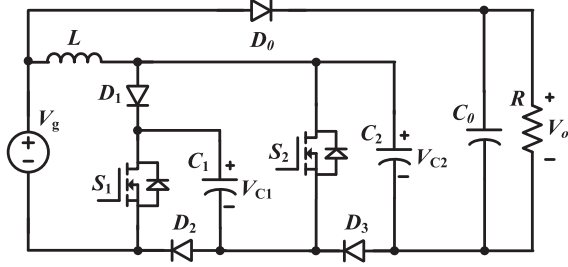 D0
L
D1
Vg
+
−
S1
C1
+
VC1
−
S2
C2
+
VC2
−
C0
R
+
Vo
−
D2
D3